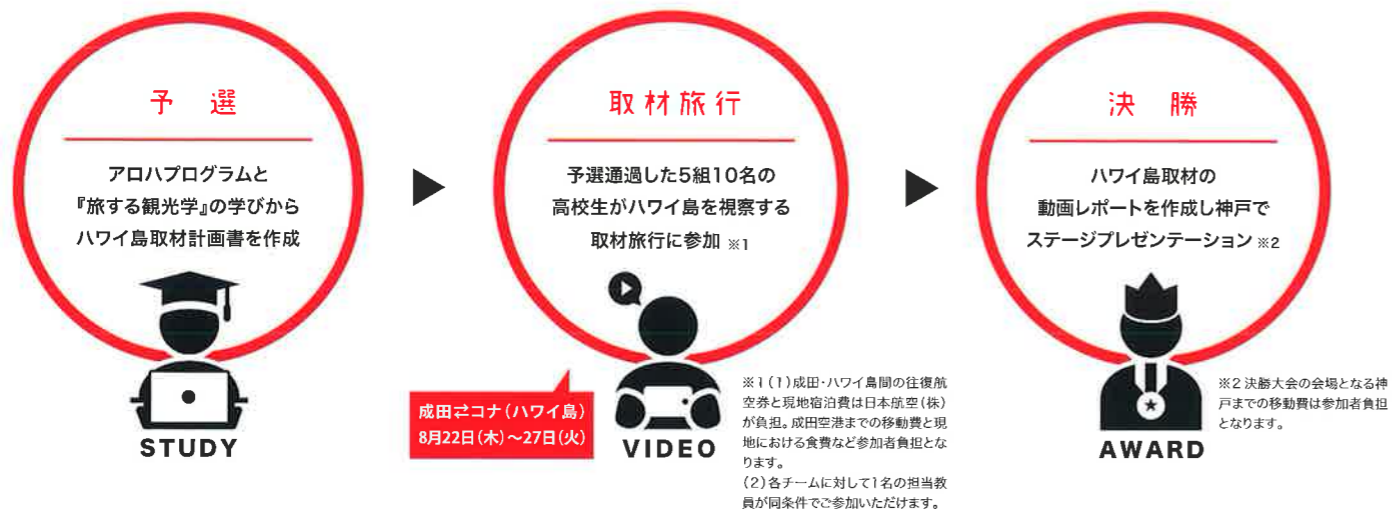 予選
アロハプログラムと
『旅する観光学』の学びから
ハワイ島取材計画書を作成
STUDY
取材旅行
予選通過した5組10名の
高校生がハワイ島を視察する
取材旅行に参加 ※1
成田⇄コナ(ハワイ島)
8月22日(木)〜27日(火)
VIDEO
※1(1)成田・ハワイ島間の往復航
空券と現地宿泊費は日本航空(株)
が負担。成田空港までの移動費と現
地における食費など参加者負担とな
ります。
(2)各チームに対して1名の担当教
員が同条件でご参加いただけます。
決勝
ハワイ島取材の
動画レポートを作成し神戸で
ステージプレゼンテーション ※2
AWARD
※2 決勝大会の会場となる神
戸までの移動費は参加者負担
となります。